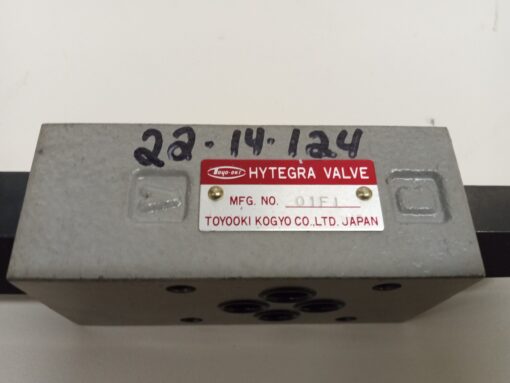 22-14-124
Toyo-oki HYTEGRA VALVE
MFG. NO. 01F1
TOYOOKI KOGYO CO.,LTD. JAPAN